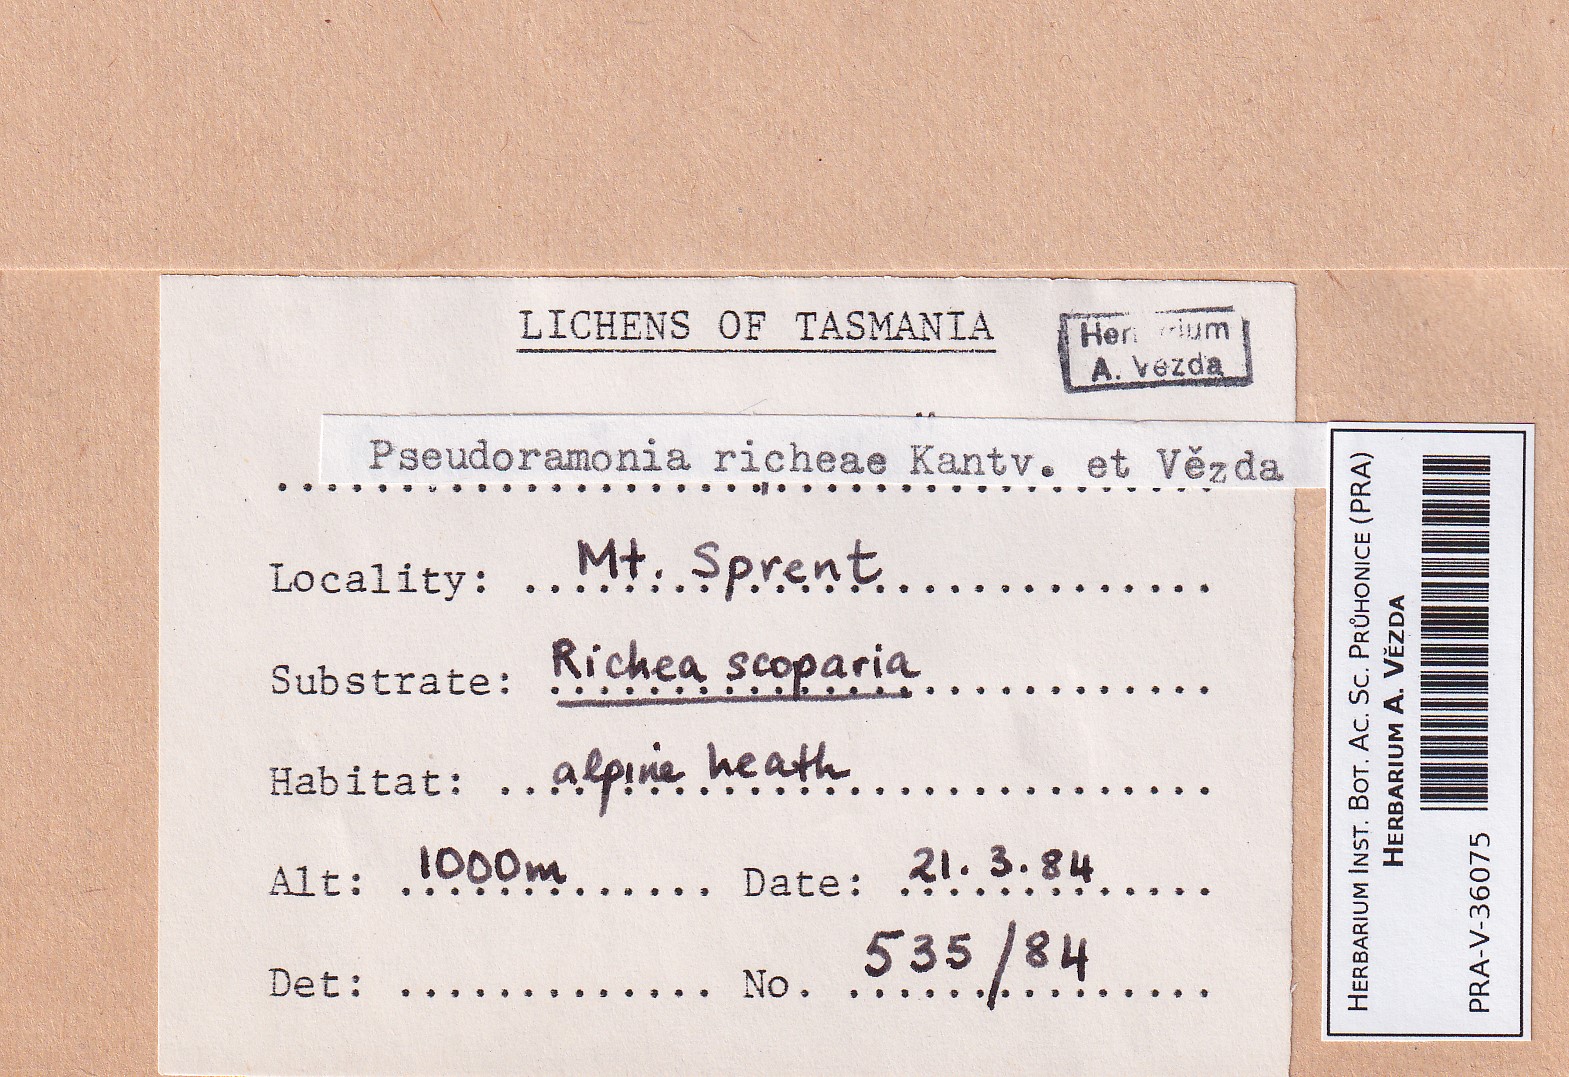 LICHENS OF TASMANIA
Herbarium
A. Vězda
Pseudoramonia richeae Kantv. et Vězda
Locality: Mt. Sprent
Substrate: Richea scoparia
Habitat: alpine heath
Alt: 1000m Date: 21.3.84
Det: No. 535/84
HERBARIUM INST. BOT. AC. SC. PRŮHONICE (PRA)
HERBARIUM A. VĚZDA
PRA-V-36075